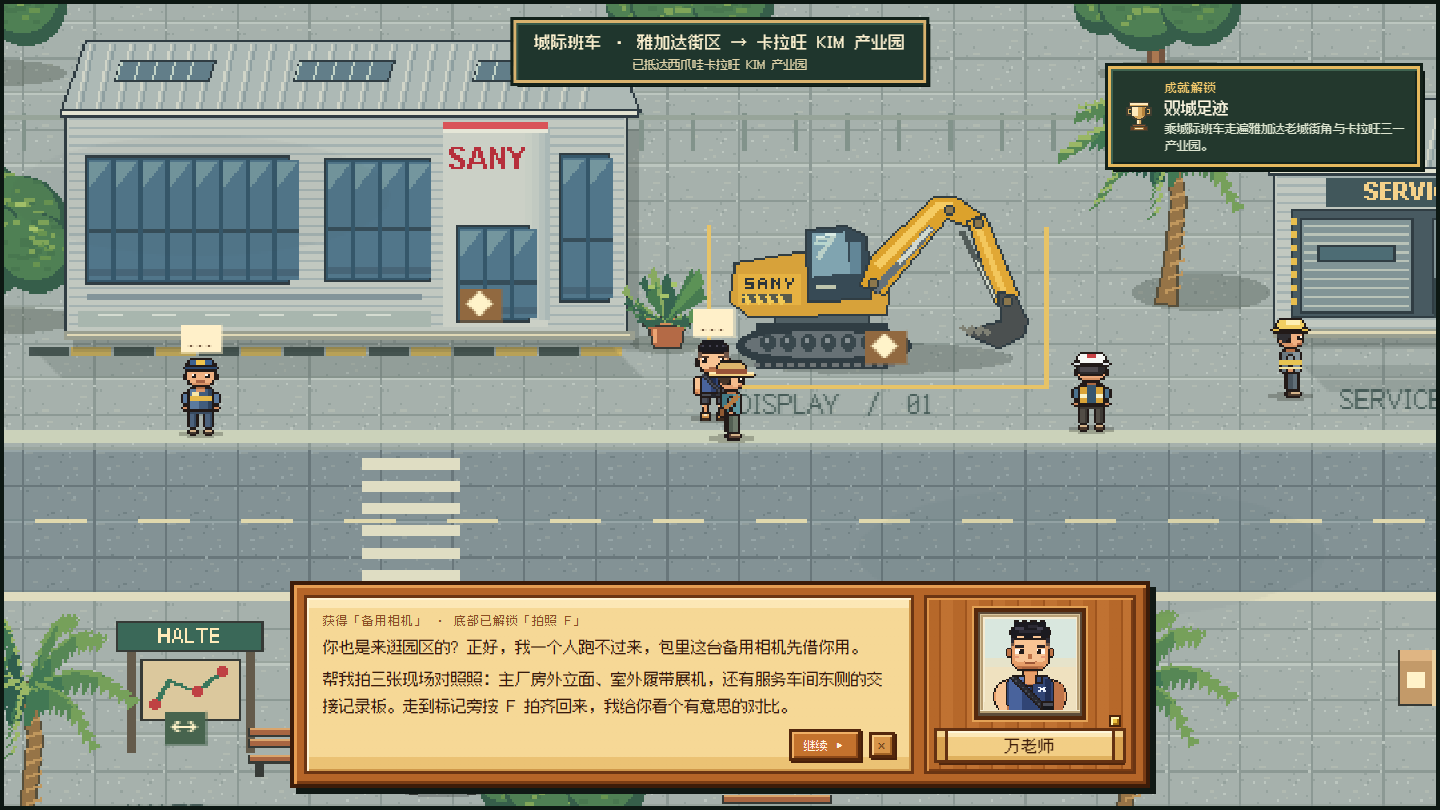 城际班车 · 雅加达街区 → 卡拉旺 KIM 产业园
已抵达西爪哇卡拉旺 KIM 产业园
成就解锁
双城足迹
乘城际班车走遍雅加达老城街角与卡拉旺三一
产业园。
SANY
SANY
SERVI
...
...
DISPLAY / 01
SERVICE
HALTE
获得「备用相机」 · 底部已解锁「拍照 F」
你也是来逛园区的？正好，我一个人跑不过来，包里这台备用相机先借你用。
帮我拍三张现场对照照：主厂房外立面、室外履带展机，还有服务车间东侧的交
接记录板。走到标记旁按 F 拍齐回来，我给你看个有意思的对比。
继续 ▸
×
万老师